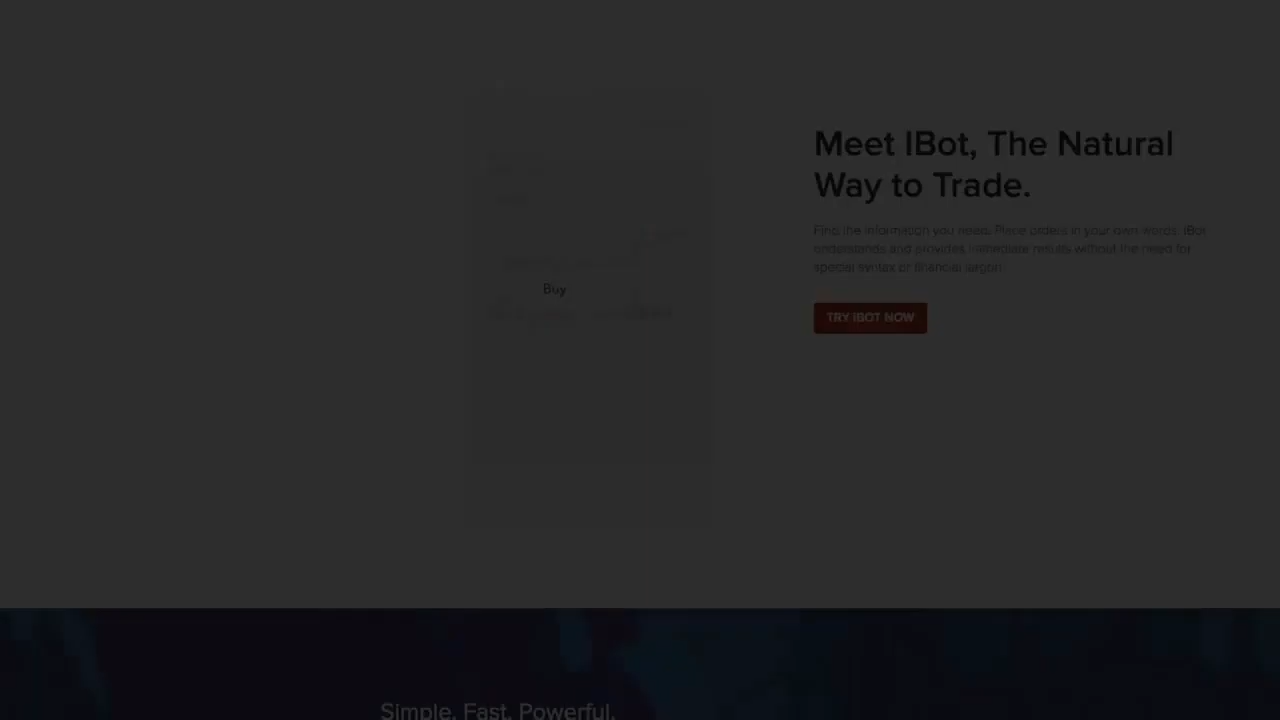 Meet IBot, The Natural
Way to Trade.
Find the information you need. Place orders in your own words. IBot
understands and provides immediate results without the need for
special syntax or financial jargon.
Buy
TRY IBOT NOW
Simple. Fast. Powerful.